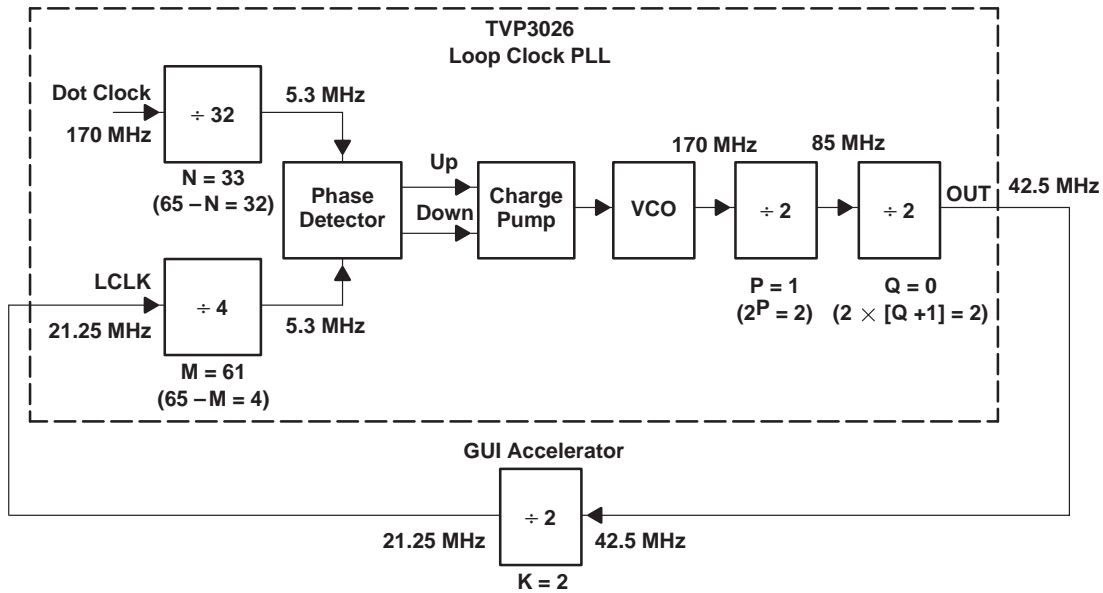 TVP3026
Loop Clock PLL
Dot Clock
170 MHz
÷ 32
5.3 MHz
N = 33
(65 – N = 32)
Phase
Detector
Up
Down
Charge
Pump
VCO
170 MHz
÷ 2
85 MHz
÷ 2
OUT
42.5 MHz
P = 1
(2^P = 2)
Q = 0
(2 × [Q +1] = 2)
LCLK
21.25 MHz
÷ 4
5.3 MHz
M = 61
(65 – M = 4)
GUI Accelerator
÷ 2
21.25 MHz
42.5 MHz
K = 2